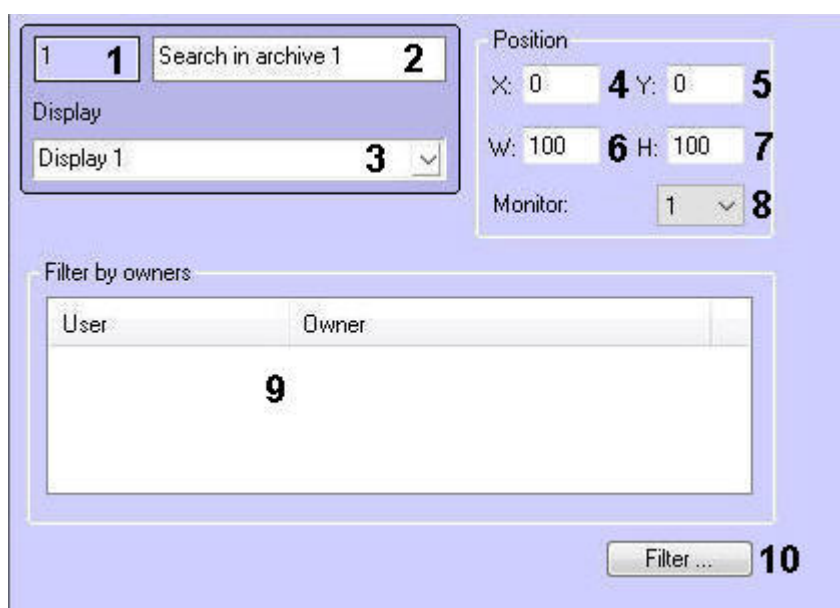 1 1 Search in archive 1 2
Display
Display 1 3
Position
X: 0 4 Y: 0 5
W: 100 6 H: 100 7
Monitor: 1 8
Filter by owners
User Owner
9
Filter ... 10